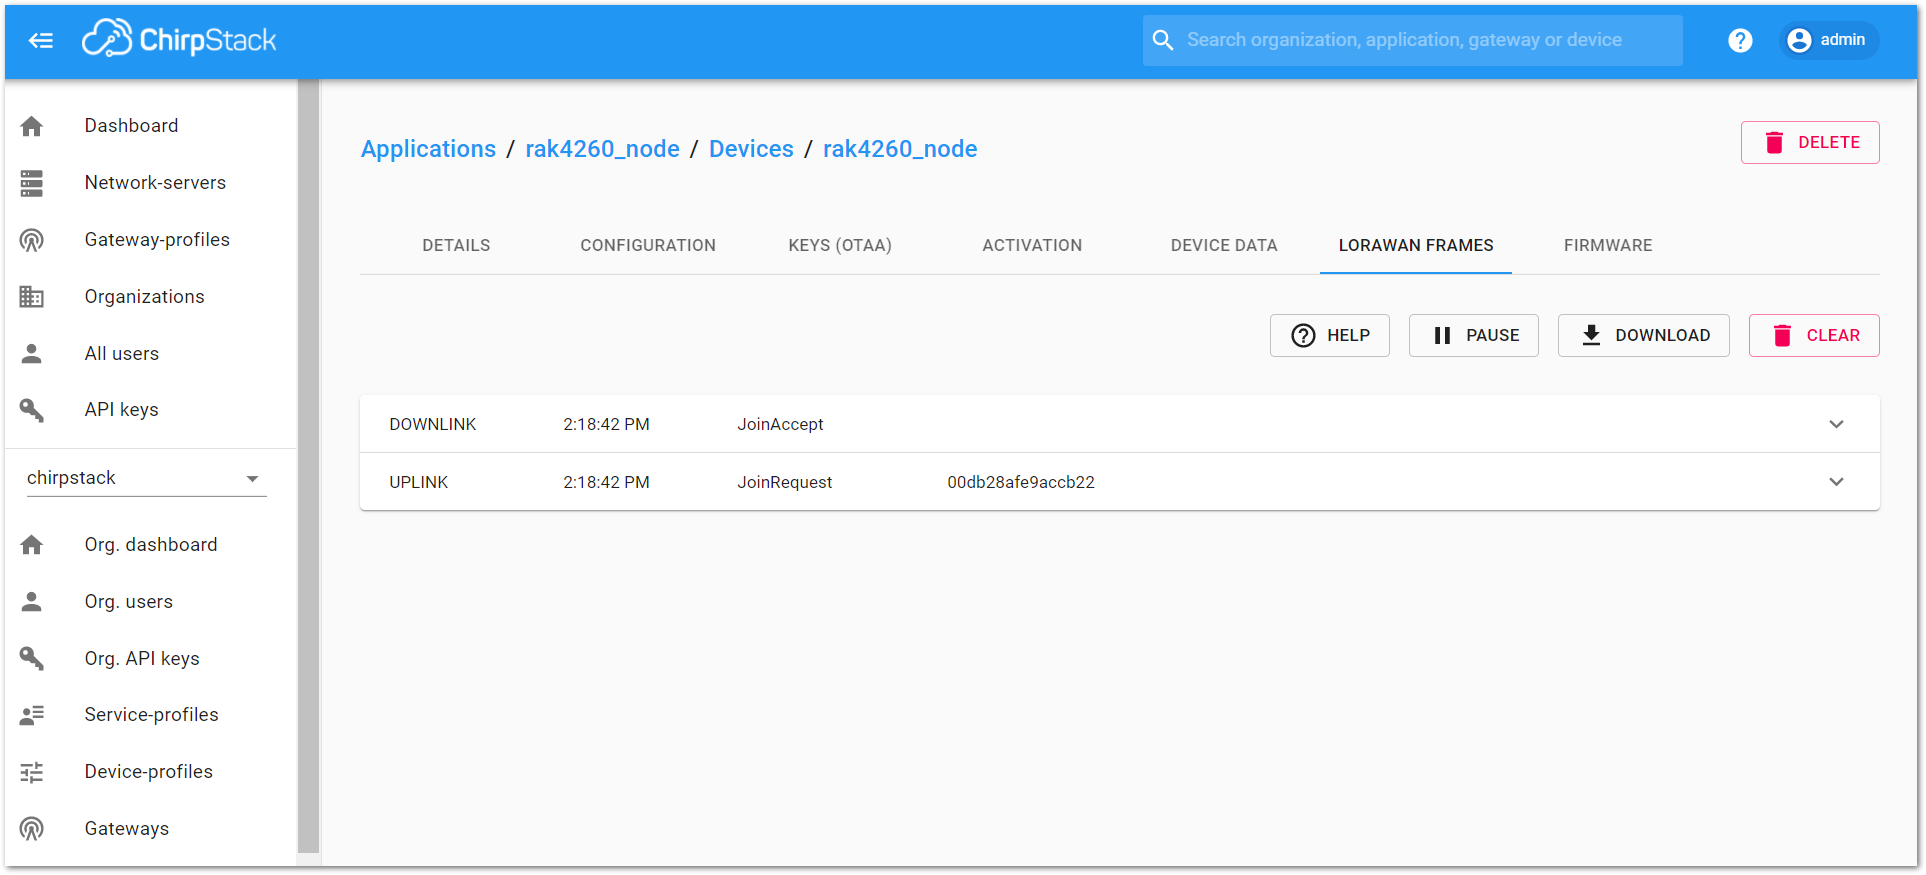 ChirpStack
Search organization, application, gateway or device
? admin
Dashboard
Network-servers
Gateway-profiles
Organizations
All users
API keys
chirpstack
Org. dashboard
Org. users
Org. API keys
Service-profiles
Device-profiles
Gateways
Applications / rak4260_node / Devices / rak4260_node
DELETE
DETAILS CONFIGURATION KEYS (OTAA) ACTIVATION DEVICE DATA LORAWAN FRAMES FIRMWARE
? HELP PAUSE DOWNLOAD CLEAR
DOWNLINK 2:18:42 PM JoinAccept
UPLINK 2:18:42 PM JoinRequest 00db28afe9accb22